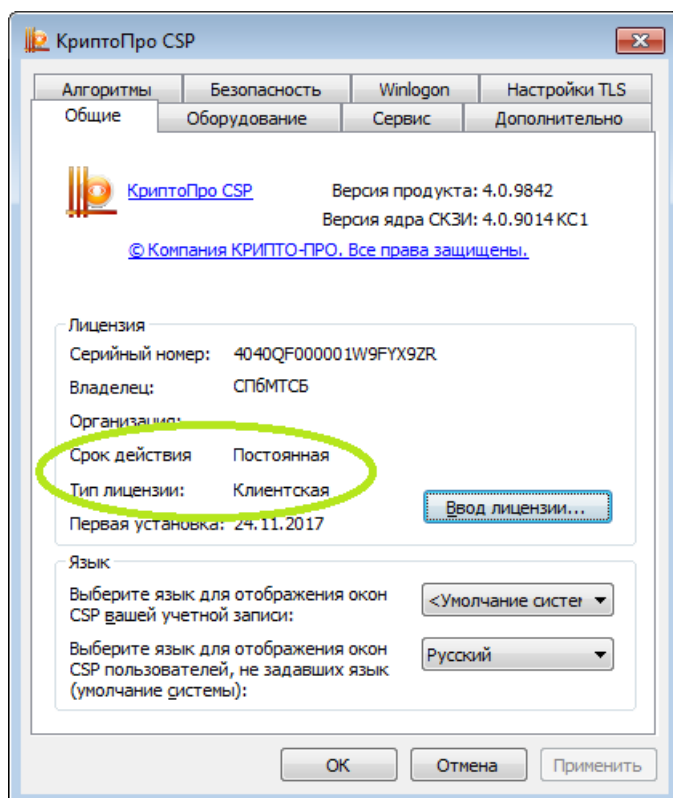 КриптоПро CSP
Алгоритмы Безопасность Winlogon Настройки TLS
Общие Оборудование Сервис Дополнительно
КриптоПро CSP Версия продукта: 4.0.9842
Версия ядра СКЗИ: 4.0.9014 КС1
© Компания КРИПТО-ПРО. Все права защищены.
Лицензия
Серийный номер: 4040QF000001W9FYX9ZR
Владелец: СПбМТСБ
Организация:
Срок действия Постоянная
Тип лицензии: Клиентская
Ввод лицензии...
Первая установка: 24.11.2017
Язык
Выберите язык для отображения окон
CSP вашей учетной записи:
<Умолчание систег
Выберите язык для отображения окон
CSP пользователей, не задавших язык
(умолчание системы):
Русский
ОК Отмена Применить